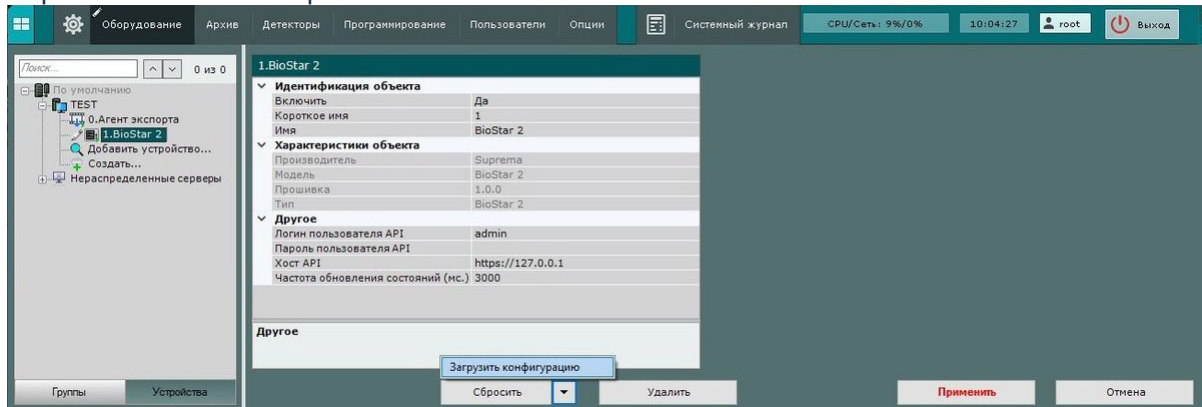 Оборудование Архив Детекторы Программирование Пользователи Опции Системный журнал CPU/Сеть: 9%/0% 10:04:27 root Выход
Поиск... 0 из 0
По умолчанию
TEST
0.Агент экспорта
1.BioStar 2
Добавить устройство...
Создать...
Нераспределенные серверы
Группы Устройства
1.BioStar 2
Идентификация объекта
Включить Да
Короткое имя 1
Имя BioStar 2
Характеристики объекта
Производитель Suprema
Модель BioStar 2
Прошивка 1.0.0
Тип BioStar 2
Другое
Логин пользователя API admin
Пароль пользователя API
Хост API https://127.0.0.1
Частота обновления состояний (мс.) 3000
Другое
Загрузить конфигурацию
Сбросить Удалить Применить Отмена